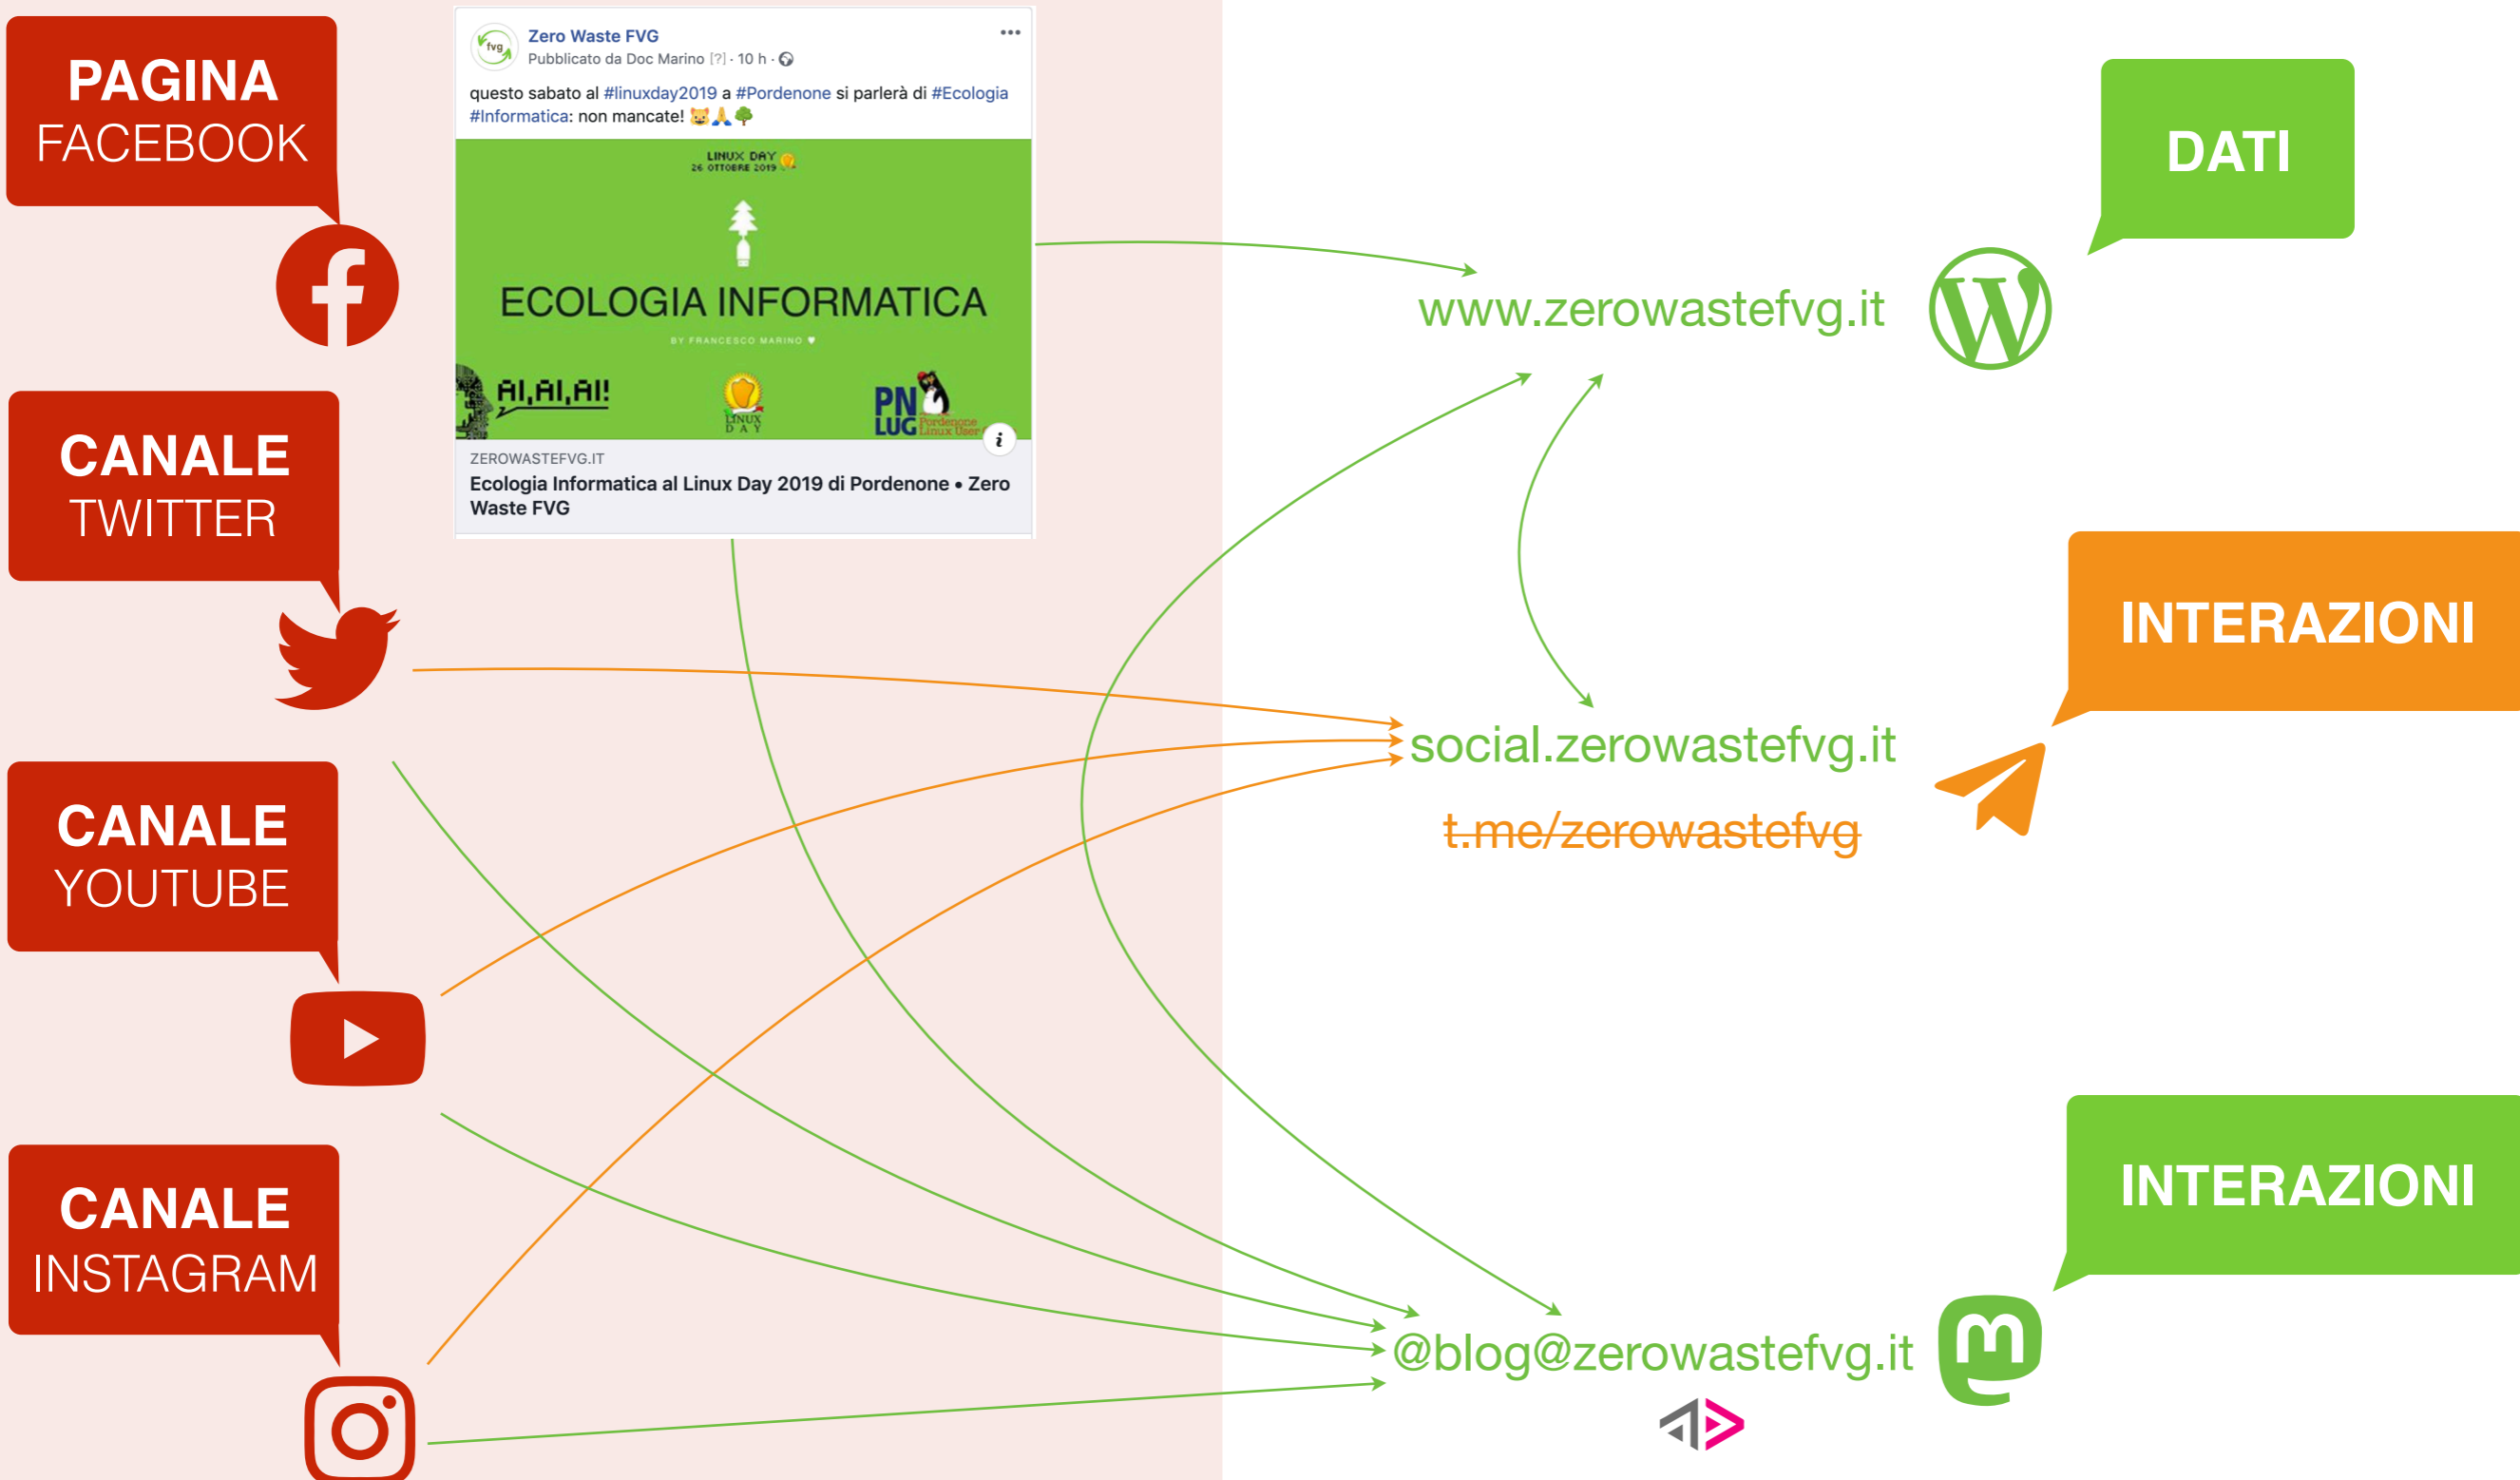 PAGINA
FACEBOOK
Zero Waste FVG
Pubblicato da Doc Marino [?] · 10 h ·
questo sabato al #linuxday2019 a #Pordenone si parlerà di #Ecologia
#Informatica: non mancate! 😺🙏🌳
LINUX DAY
26 OTTOBRE 2019
ECOLOGIA INFORMATICA
BY FRANCESCO MARINO ♥
AI,AI,AI!
LINUX
DAY
PN
LUG
Pordenone
Linux User
i
ZEROWASTEFVG.IT
Ecologia Informatica al Linux Day 2019 di Pordenone • Zero
Waste FVG
fvg
CANALE
TWITTER
CANALE
YOUTUBE
CANALE
INSTAGRAM
DATI
www.zerowastefvg.it
INTERAZIONI
social.zerowastefvg.it
t.me/zerowastefvg
INTERAZIONI
@blog@zerowastefvg.it